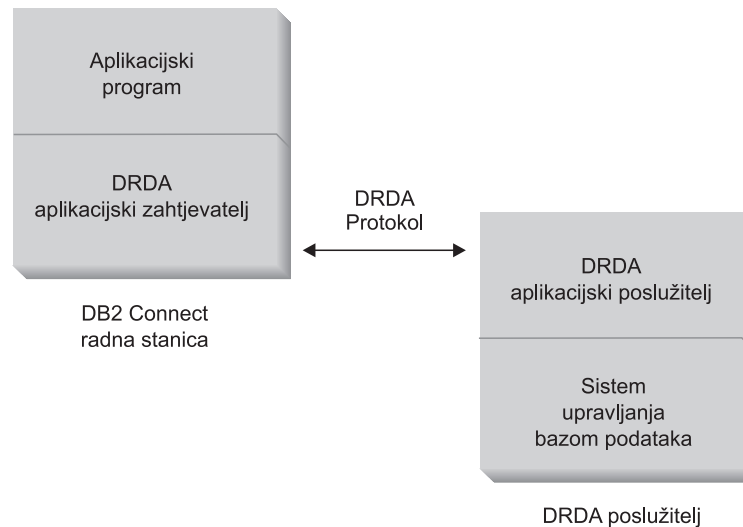 Aplikacijski
program
DRDA
aplikacijski zahtjevatelj
DB2 Connect
radna stanica
DRDA
Protokol
DRDA
aplikacijski poslužitelj
Sistem
upravljanja
bazom podataka
DRDA poslužitelj